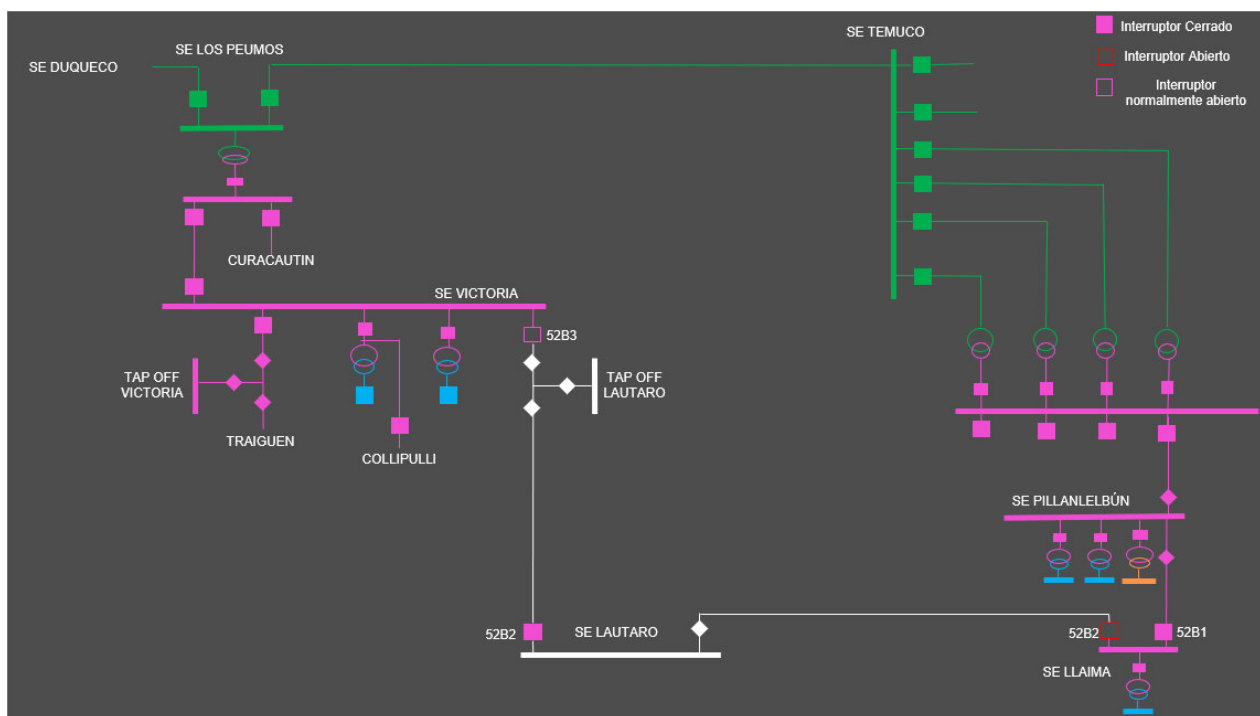 SE LOS PEUMOS
SE DUQUECO
SE TEMUCO
Interruptor Cerrado
Interruptor Abierto
Interruptor
normalmente abierto
CURACAUTIN
SE VICTORIA
52B3
TAP OFF
VICTORIA
TAP OFF
LAUTARO
TRAIGUEN
COLLIPULLI
SE PILLANLELBÚN
52B2
SE LAUTARO
52B2
52B1
SE LLAIMA